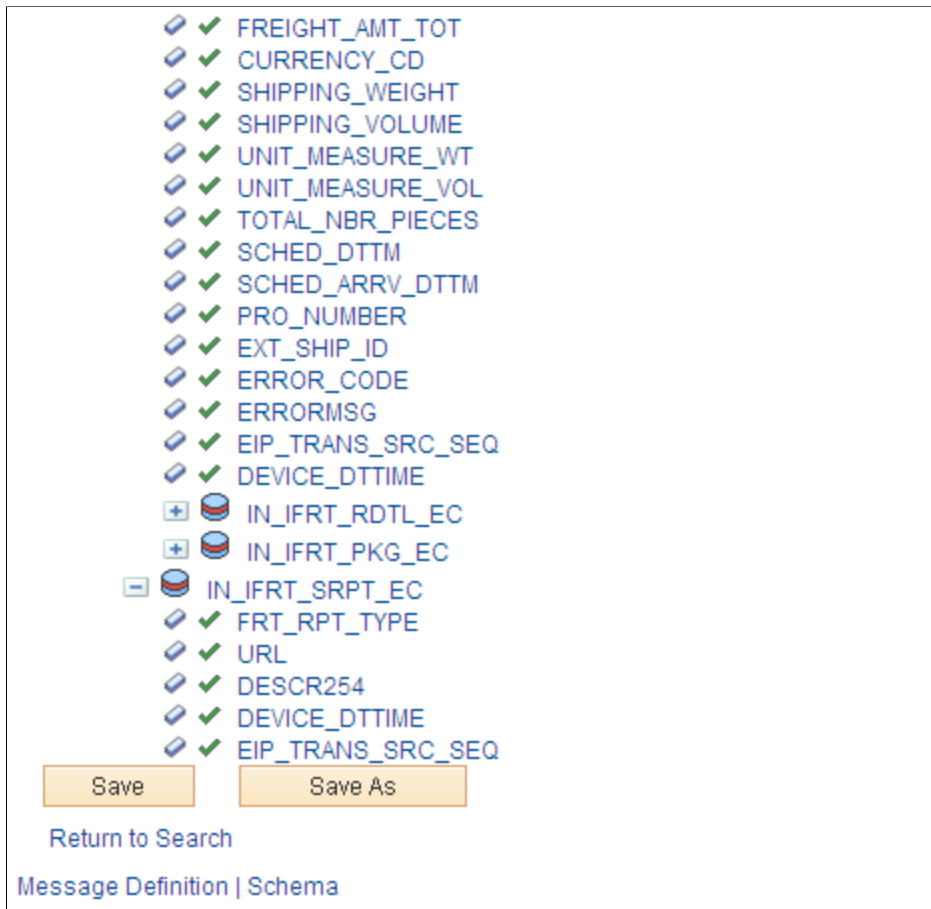 FREIGHT_AMT_TOT
CURRENCY_CD
SHIPPING_WEIGHT
SHIPPING_VOLUME
UNIT_MEASURE_WT
UNIT_MEASURE_VOL
TOTAL_NBR_PIECES
SCHED_DTTM
SCHED_ARRV_DTTM
PRO_NUMBER
EXT_SHIP_ID
ERROR_CODE
ERRORMSG
EIP_TRANS_SRC_SEQ
DEVICE_DTTIME
IN_IFRT_RDTL_EC
IN_IFRT_PKG_EC
IN_IFRT_SRPT_EC
FRT_RPT_TYPE
URL
DESCR254
DEVICE_DTTIME
EIP_TRANS_SRC_SEQ
Save Save As
Return to Search
Message Definition | Schema